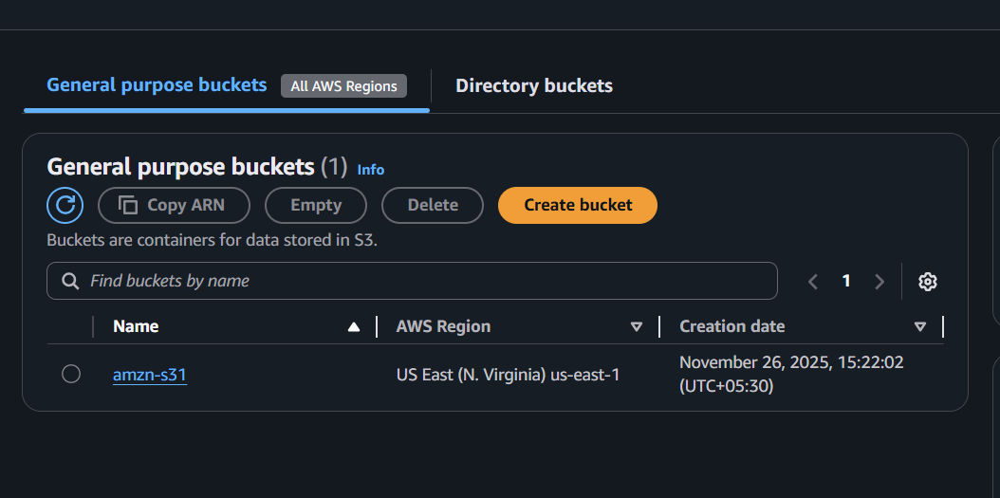 General purpose buckets All AWS Regions Directory buckets
General purpose buckets (1) Info
Copy ARN Empty Delete Create bucket
Buckets are containers for data stored in S3.
Find buckets by name 1
Name AWS Region Creation date
amzn-s31 US East (N. Virginia) us-east-1 November 26, 2025, 15:22:02
(UTC+05:30)